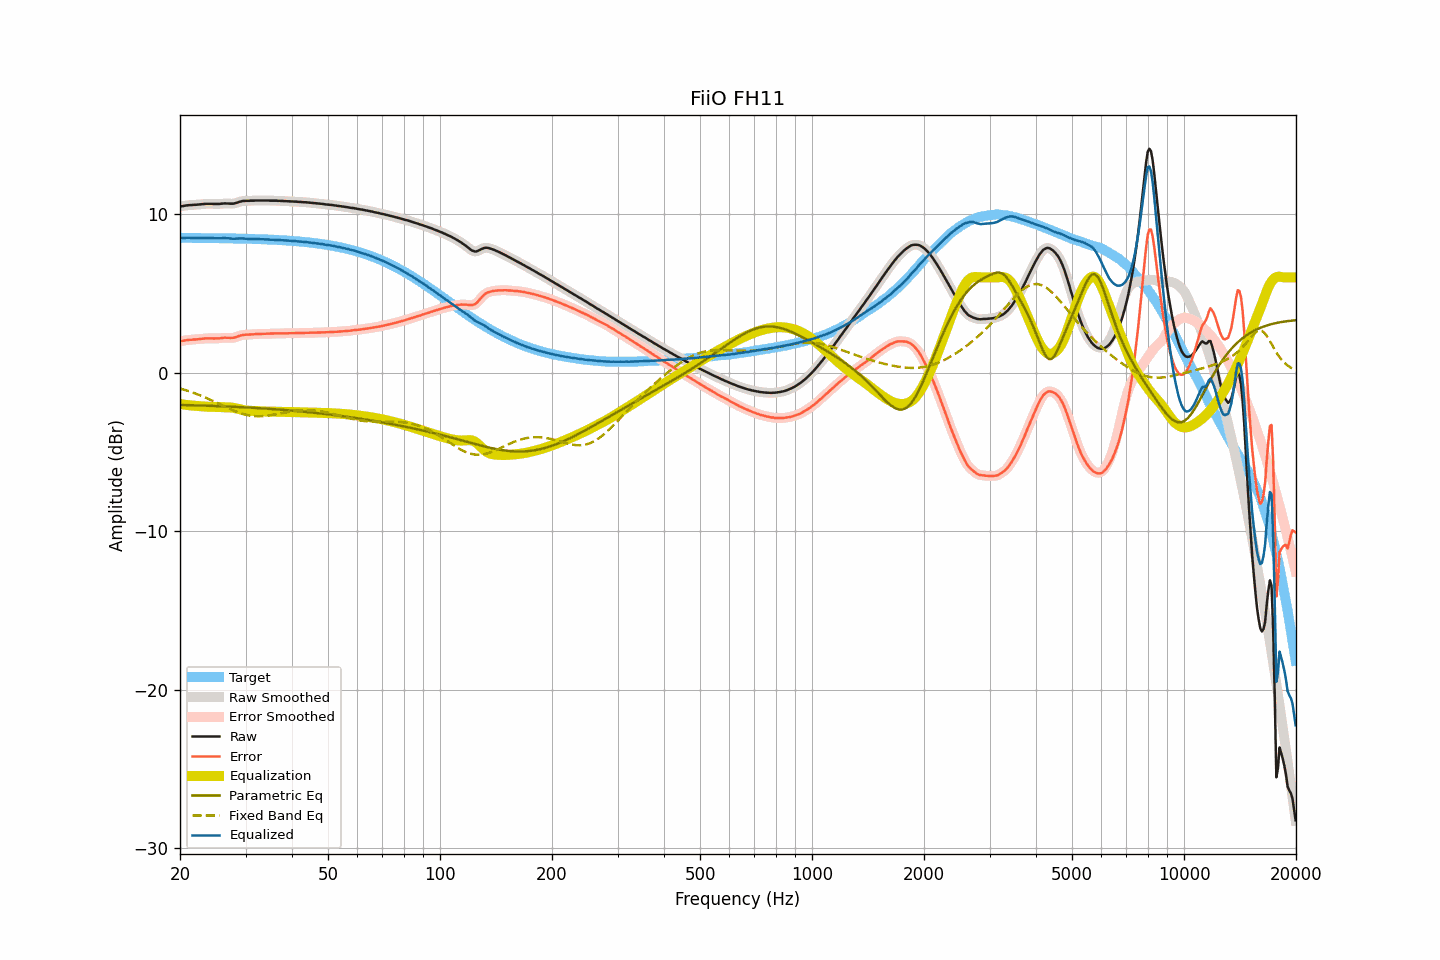 FiiO FH11
Amplitude (dBr)
10
0
−10
−20
−30
Target
Raw Smoothed
Error Smoothed
Raw
Error
Equalization
Parametric Eq
Fixed Band Eq
Equalized
20 50 100 200 500 1000 2000 5000 10000 20000
Frequency (Hz)